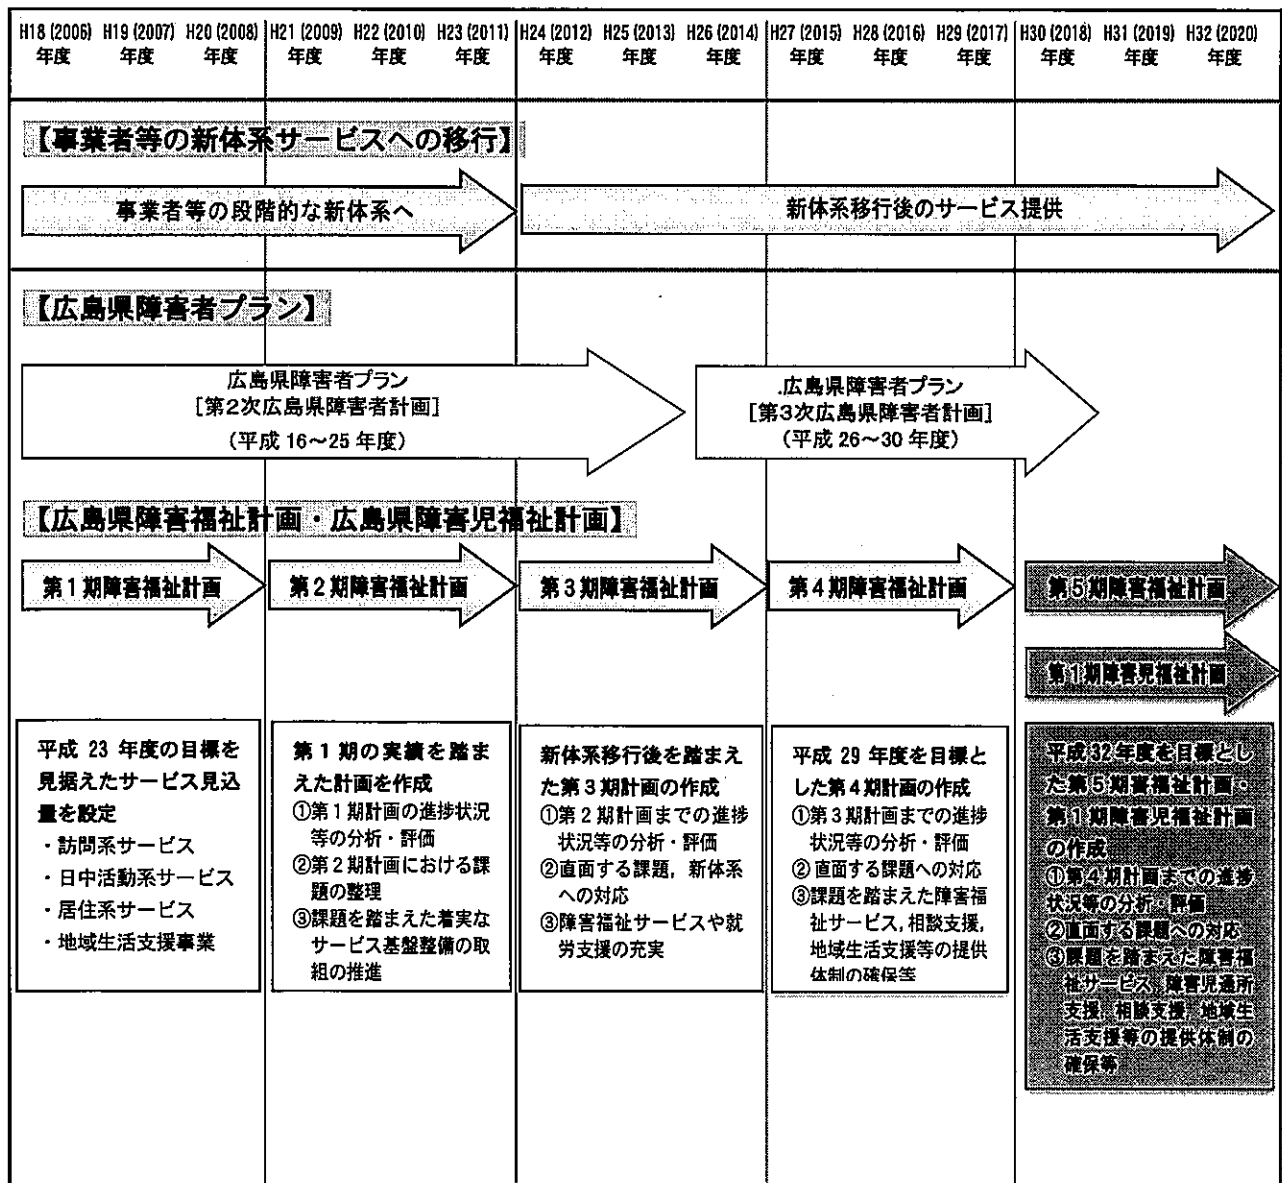 H18 (2006) H19 (2007) H20 (2008) H21 (2009) H22 (2010) H23 (2011) H24 (2012) H25 (2013) H26 (2014) H27 (2015) H28 (2016) H29 (2017) H30 (2018) H31 (2019) H32 (2020)
年度 年度 年度 年度 年度 年度 年度 年度 年度 年度 年度 年度 年度 年度 年度
【事業者等の新体系サービスへの移行】
事業者等の段階的な新体系へ
新体系移行後のサービス提供
【広島県障害者プラン】
広島県障害者プラン
[第2次広島県障害者計画]
(平成 16~25 年度)
広島県障害者プラン
[第3次広島県障害者計画]
(平成 26~30 年度)
【広島県障害福祉計画・広島県障害児福祉計画】
第1期障害福祉計画
第2期障害福祉計画
第3期障害福祉計画
第4期障害福祉計画
第5期障害福祉計画
第1期障害児福祉計画
平成 23 年度の目標を
見据えたサービス見込
量を設定
・訪問系サービス
・日中活動系サービス
・居住系サービス
・地域生活支援事業
第1期の実績を踏ま
えた計画を作成
①第1期計画の進捗状況
等の分析・評価
②第2期計画における課
題の整理
③課題を踏まえた着実な
サービス基盤整備の取
組の推進
新体系移行後を踏まえ
た第3期計画の作成
①第2期計画までの進捗
状況等の分析・評価
②直面する課題，新体系
への対応
③障害福祉サービスや就
労支援の充実
平成 29 年度を目標と
した第4期計画の作成
①第3期計画までの進捗
状況等の分析・評価
②直面する課題への対応
③課題を踏まえた障害福
祉サービス，相談支援，
地域生活支援等の提供
体制の確保等
平成32年度を目標とし
た第5期害福祉計画・
第1期障害児福祉計画
の作成
①第4期計画までの進捗
状況等の分析・評価
②直面する課題への対応
③課題を踏まえた障害福
祉サービス，障害児通所
支援，相談支援，地域生
活支援等の提供体制の
確保等